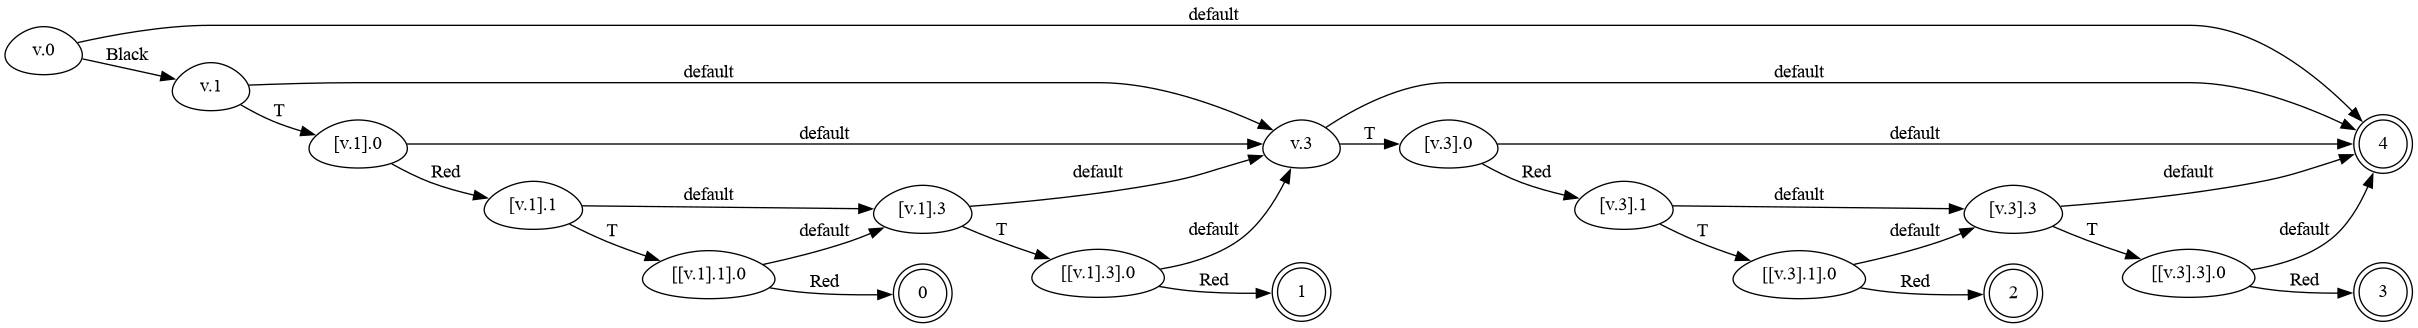 default
v.0
Black
default
default
v.1
T
default
default
[v.1].0
v.3
T
[v.3].0
4
Red
default
Red
default
default
default
[v.1].1
[v.1].3
[v.3].1
[v.3].3
T
default
T
default
T
default
T
default
[[v.1].1].0
[[v.1].3].0
[[v.3].1].0
[[v.3].3].0
Red
0
Red
1
Red
2
Red
3